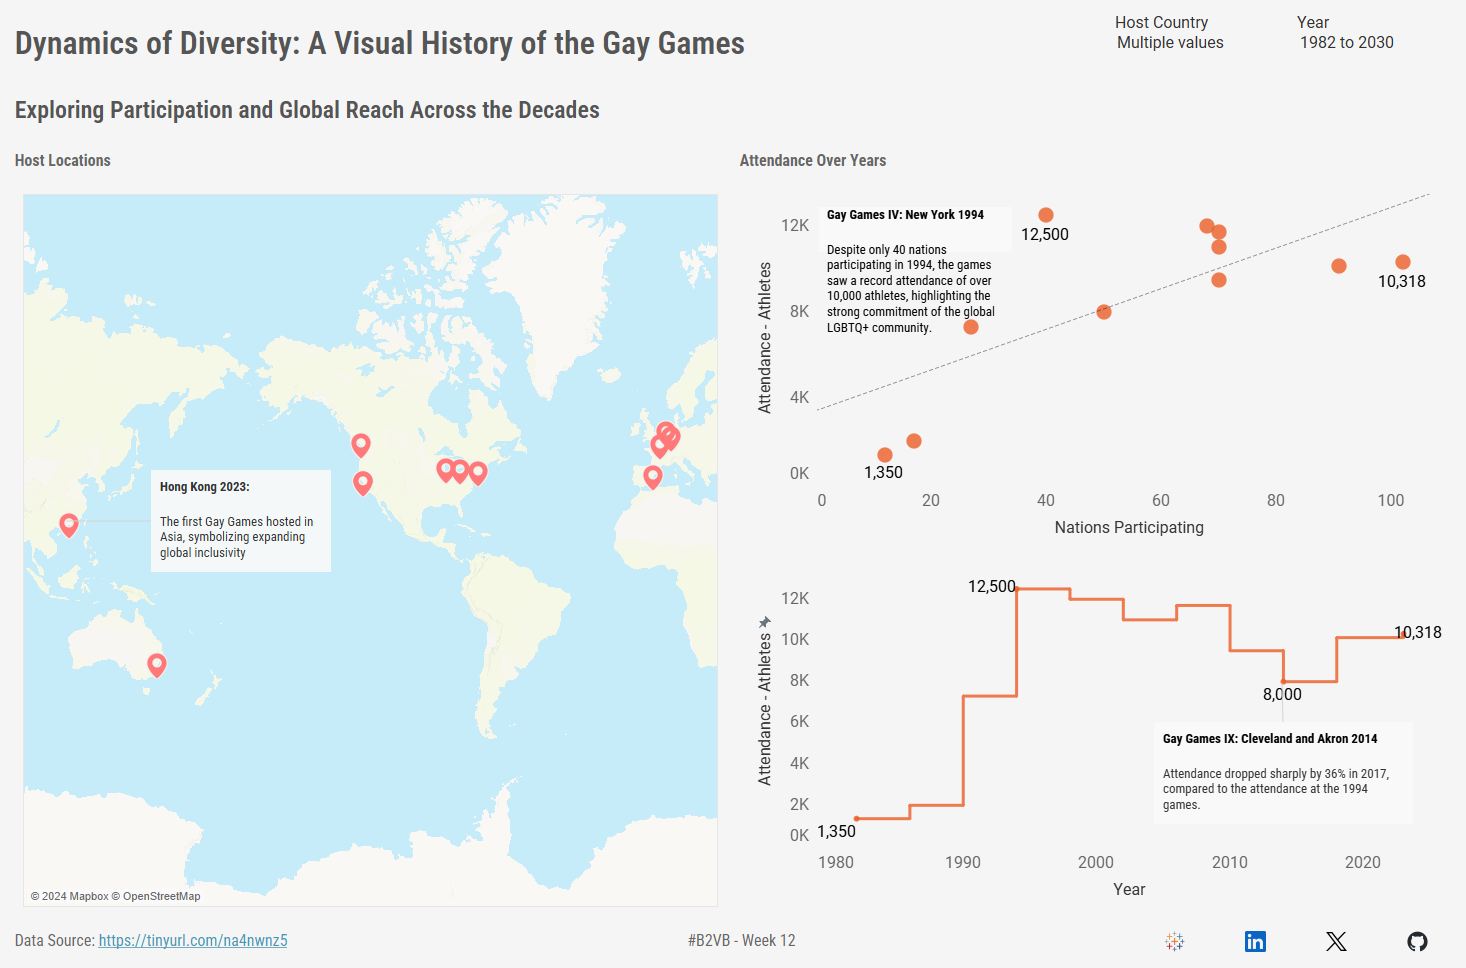 Dynamics of Diversity: A Visual History of the Gay Games
Host Country
Multiple values
Year
1982 to 2030
Exploring Participation and Global Reach Across the Decades
Host Locations
Hong Kong 2023:
The first Gay Games hosted in
Asia, symbolizing expanding
global inclusivity
© 2024 Mapbox © OpenStreetMap
Attendance Over Years
Attendance - Athletes
12K
8K
4K
0K
Gay Games IV: New York 1994
Despite only 40 nations
participating in 1994, the games
saw a record attendance of over
10,000 athletes, highlighting the
strong commitment of the global
LGBTQ+ community.
12,500
10,318
1,350
0 20 40 60 80 100
Nations Participating
Attendance - Athletes
12K
10K
8K
6K
4K
2K
0K
12,500
10,318
8,000
1,350
Gay Games IX: Cleveland and Akron 2014
Attendance dropped sharply by 36% in 2017,
compared to the attendance at the 1994
games.
1980 1990 2000 2010 2020
Year
Data Source: https://tinyurl.com/na4nwnz5
#B2VB - Week 12
in